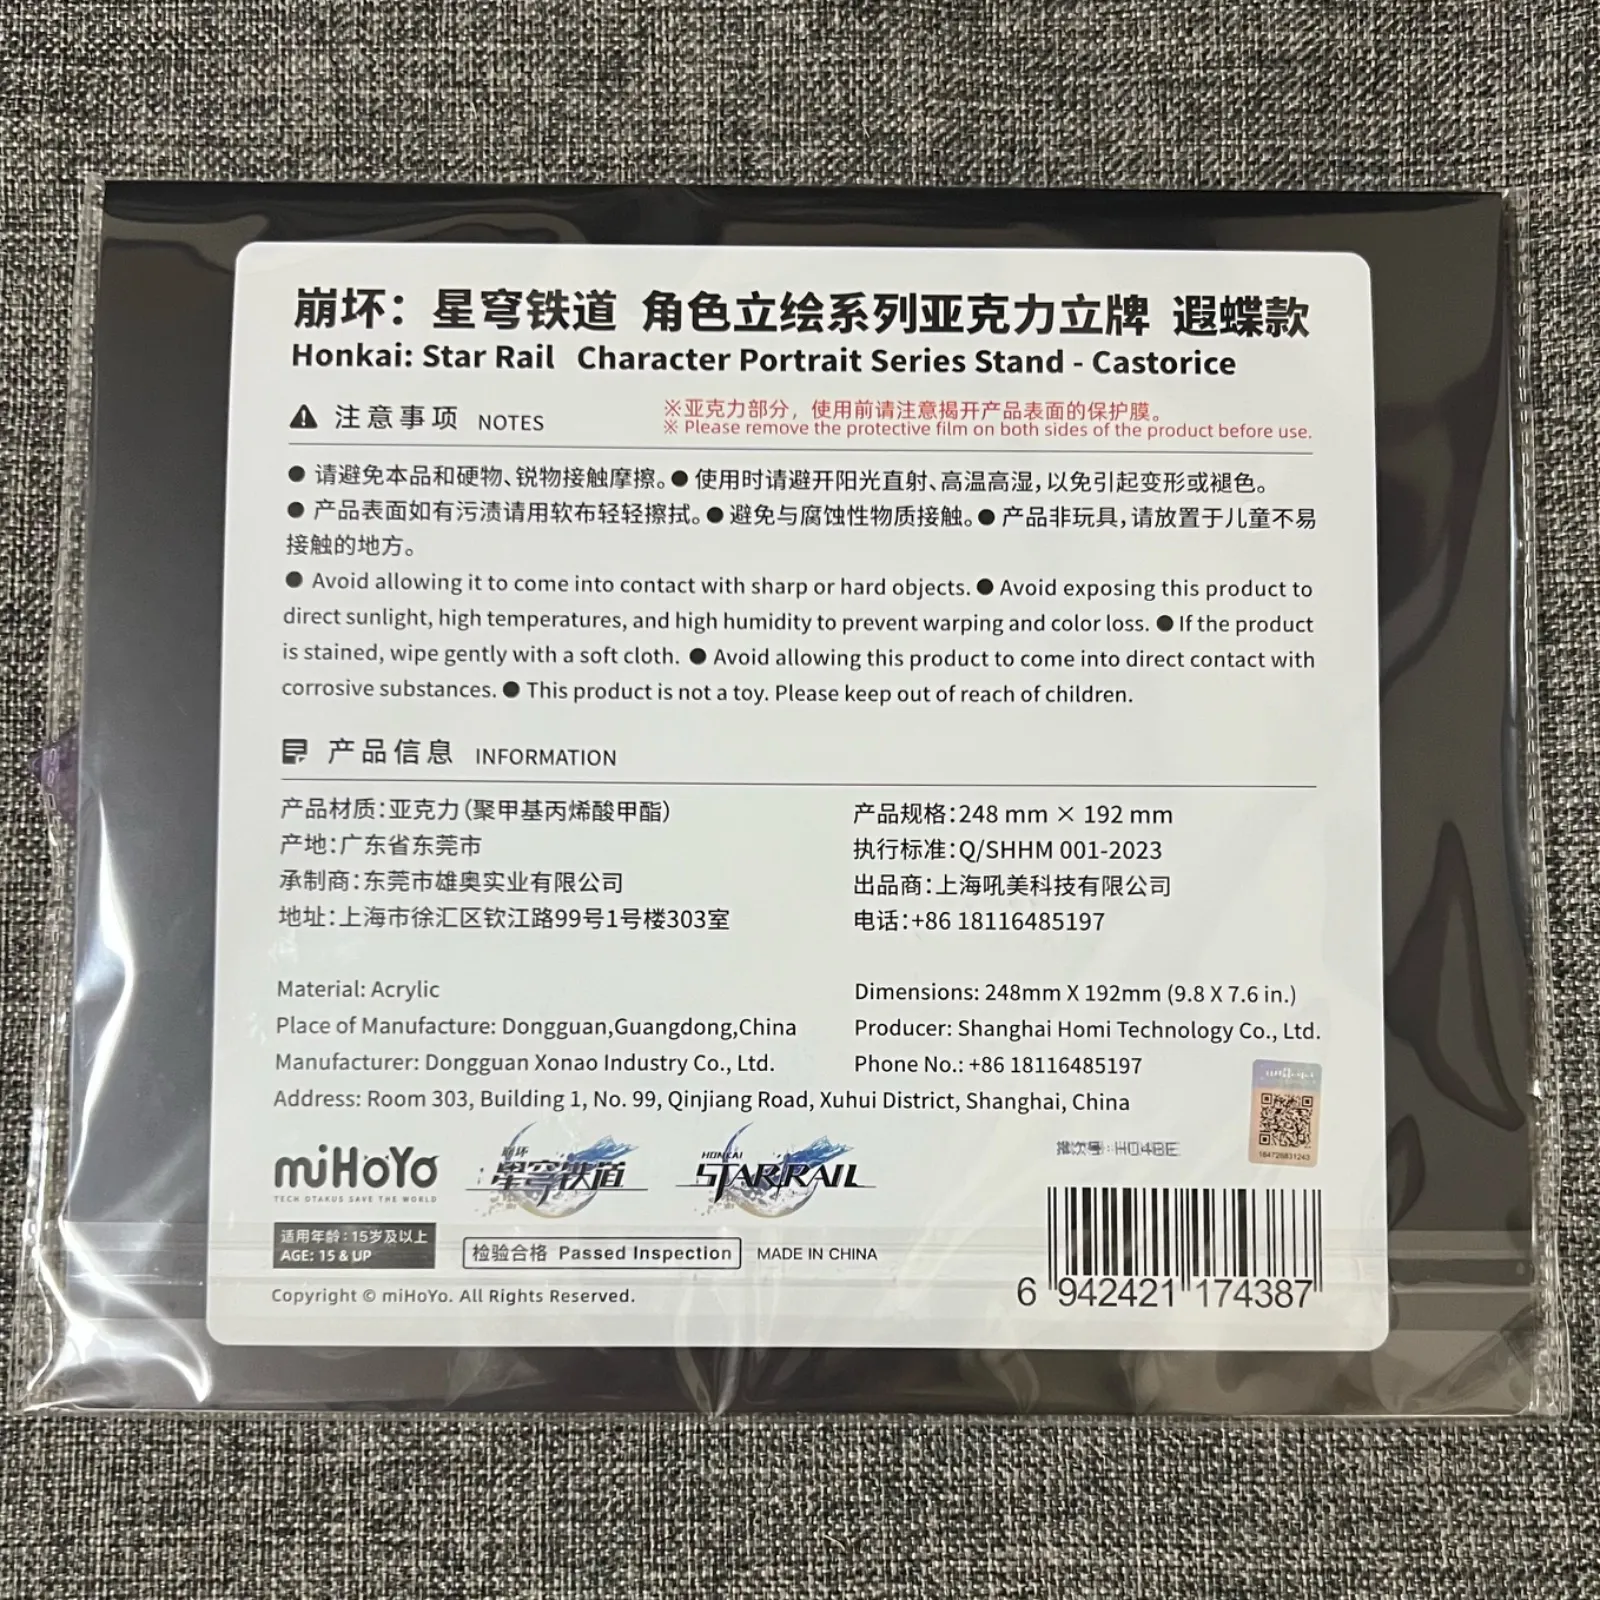 崩坏：星穹铁道 角色立绘系列亚克力立牌 遐蝶款
Honkai: Star Rail Character Portrait Series Stand - Castorice
注意事项 NOTES
※亚克力部分，使用前请注意揭开产品表面的保护膜。
※ Please remove the protective film on both sides of the product before use.
● 请避免本品和硬物、锐物接触摩擦。● 使用时请避开阳光直射、高温高湿，以免引起变形或褪色。
● 产品表面如有污渍请用软布轻轻擦拭。● 避免与腐蚀性物质接触。● 产品非玩具，请放置于儿童不易
接触的地方。
● Avoid allowing it to come into contact with sharp or hard objects. ● Avoid exposing this product to
direct sunlight, high temperatures, and high humidity to prevent warping and color loss. ● If the product
is stained, wipe gently with a soft cloth. ● Avoid allowing this product to come into direct contact with
corrosive substances. ● This product is not a toy. Please keep out of reach of children.
产品信息 INFORMATION
产品材质：亚克力（聚甲基丙烯酸甲酯）
产品规格：248 mm × 192 mm
产地：广东省东莞市
执行标准：Q/SHHM 001-2023
承制商：东莞市雄奥实业有限公司
出品商：上海吼美科技有限公司
地址：上海市徐汇区钦江路99号1号楼303室
电话：+86 18116485197
Material: Acrylic
Dimensions: 248mm X 192mm (9.8 X 7.6 in.)
Place of Manufacture: Dongguan,Guangdong,China
Producer: Shanghai Homi Technology Co., Ltd.
Manufacturer: Dongguan Xonao Industry Co., Ltd.
Phone No.: +86 18116485197
Address: Room 303, Building 1, No. 99, Qinjiang Road, Xuhui District, Shanghai, China
miHoYo
TECH OTAKUS SAVE THE WORLD
崩坏
星穹铁道
HONKAI
STAR RAIL
批次号：H04BE
miHoYo
164726831243
适用年龄：15岁及以上
AGE: 15 & UP
检验合格 Passed Inspection
MADE IN CHINA
Copyright © miHoYo. All Rights Reserved.
6 942421 174387